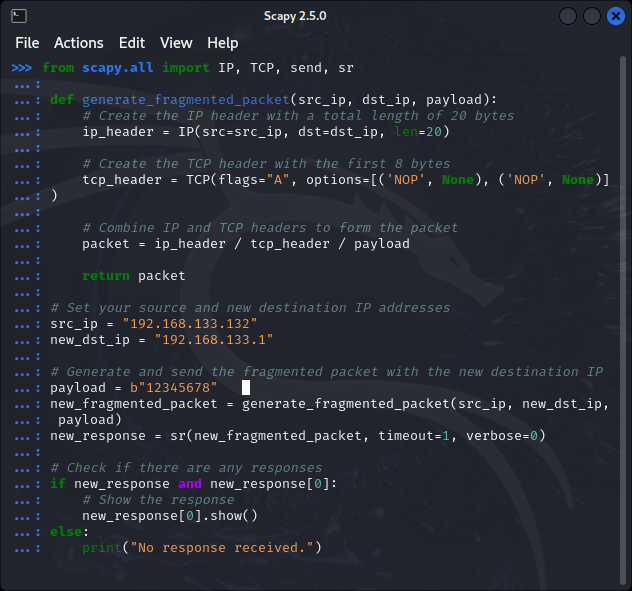 Scapy 2.5.0
File Actions Edit View Help
>>> from scapy.all import IP, TCP, send, sr
...:
...: def generate_fragmented_packet(src_ip, dst_ip, payload):
...:     # Create the IP header with a total length of 20 bytes
...:     ip_header = IP(src=src_ip, dst=dst_ip, len=20)
...:
...:     # Create the TCP header with the first 8 bytes
...:     tcp_header = TCP(flags="A", options=[('NOP', None), ('NOP', None)]
...: )
...:
...:     # Combine IP and TCP headers to form the packet
...:     packet = ip_header / tcp_header / payload
...:
...:     return packet
...:
...: # Set your source and new destination IP addresses
...: src_ip = "192.168.133.132"
...: new_dst_ip = "192.168.133.1"
...:
...: # Generate and send the fragmented packet with the new destination IP
...: payload = b"12345678"
...: new_fragmented_packet = generate_fragmented_packet(src_ip, new_dst_ip,
...:  payload)
...: new_response = sr(new_fragmented_packet, timeout=1, verbose=0)
...:
...: # Check if there are any responses
...: if new_response and new_response[0]:
...:     # Show the response
...:     new_response[0].show()
...: else:
...:     print("No response received.")